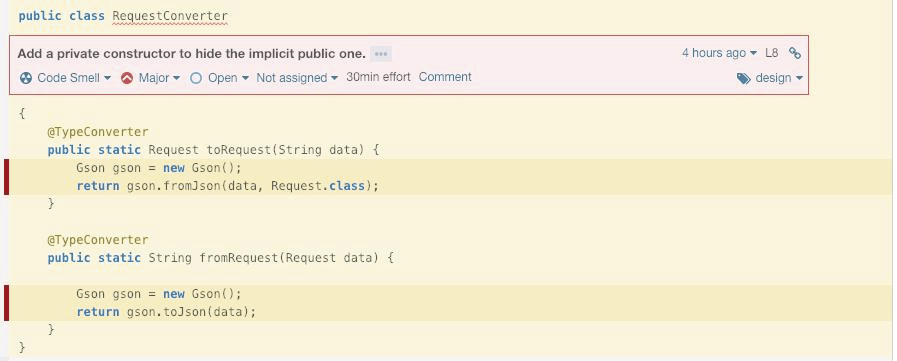 public class RequestConverter
Add a private constructor to hide the implicit public one. ••• 4 hours ago L8
Code Smell Major Open Not assigned 30min effort Comment design
{
@TypeConverter
public static Request toRequest(String data) {
Gson gson = new Gson();
return gson.fromJson(data, Request.class);
}
@TypeConverter
public static String fromRequest(Request data) {
Gson gson = new Gson();
return gson.toJson(data);
}
}